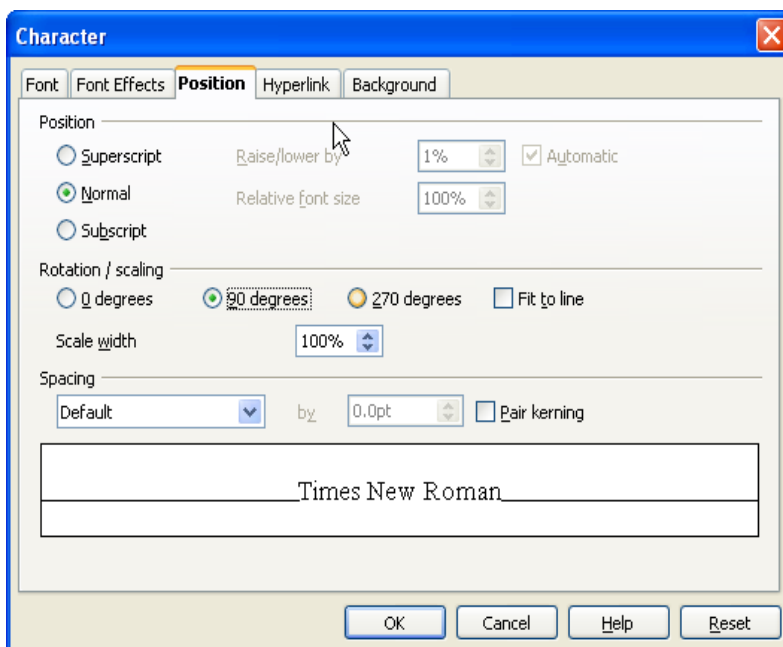 Character
Font Font Effects Position Hyperlink Background
Position
Superscript Raise/lower by 1% Automatic
Normal Relative font size 100%
Subscript
Rotation / scaling
0 degrees 90 degrees 270 degrees Fit to line
Scale width 100%
Spacing
Default by 0.0pt Pair kerning
Times New Roman
OK Cancel Help Reset